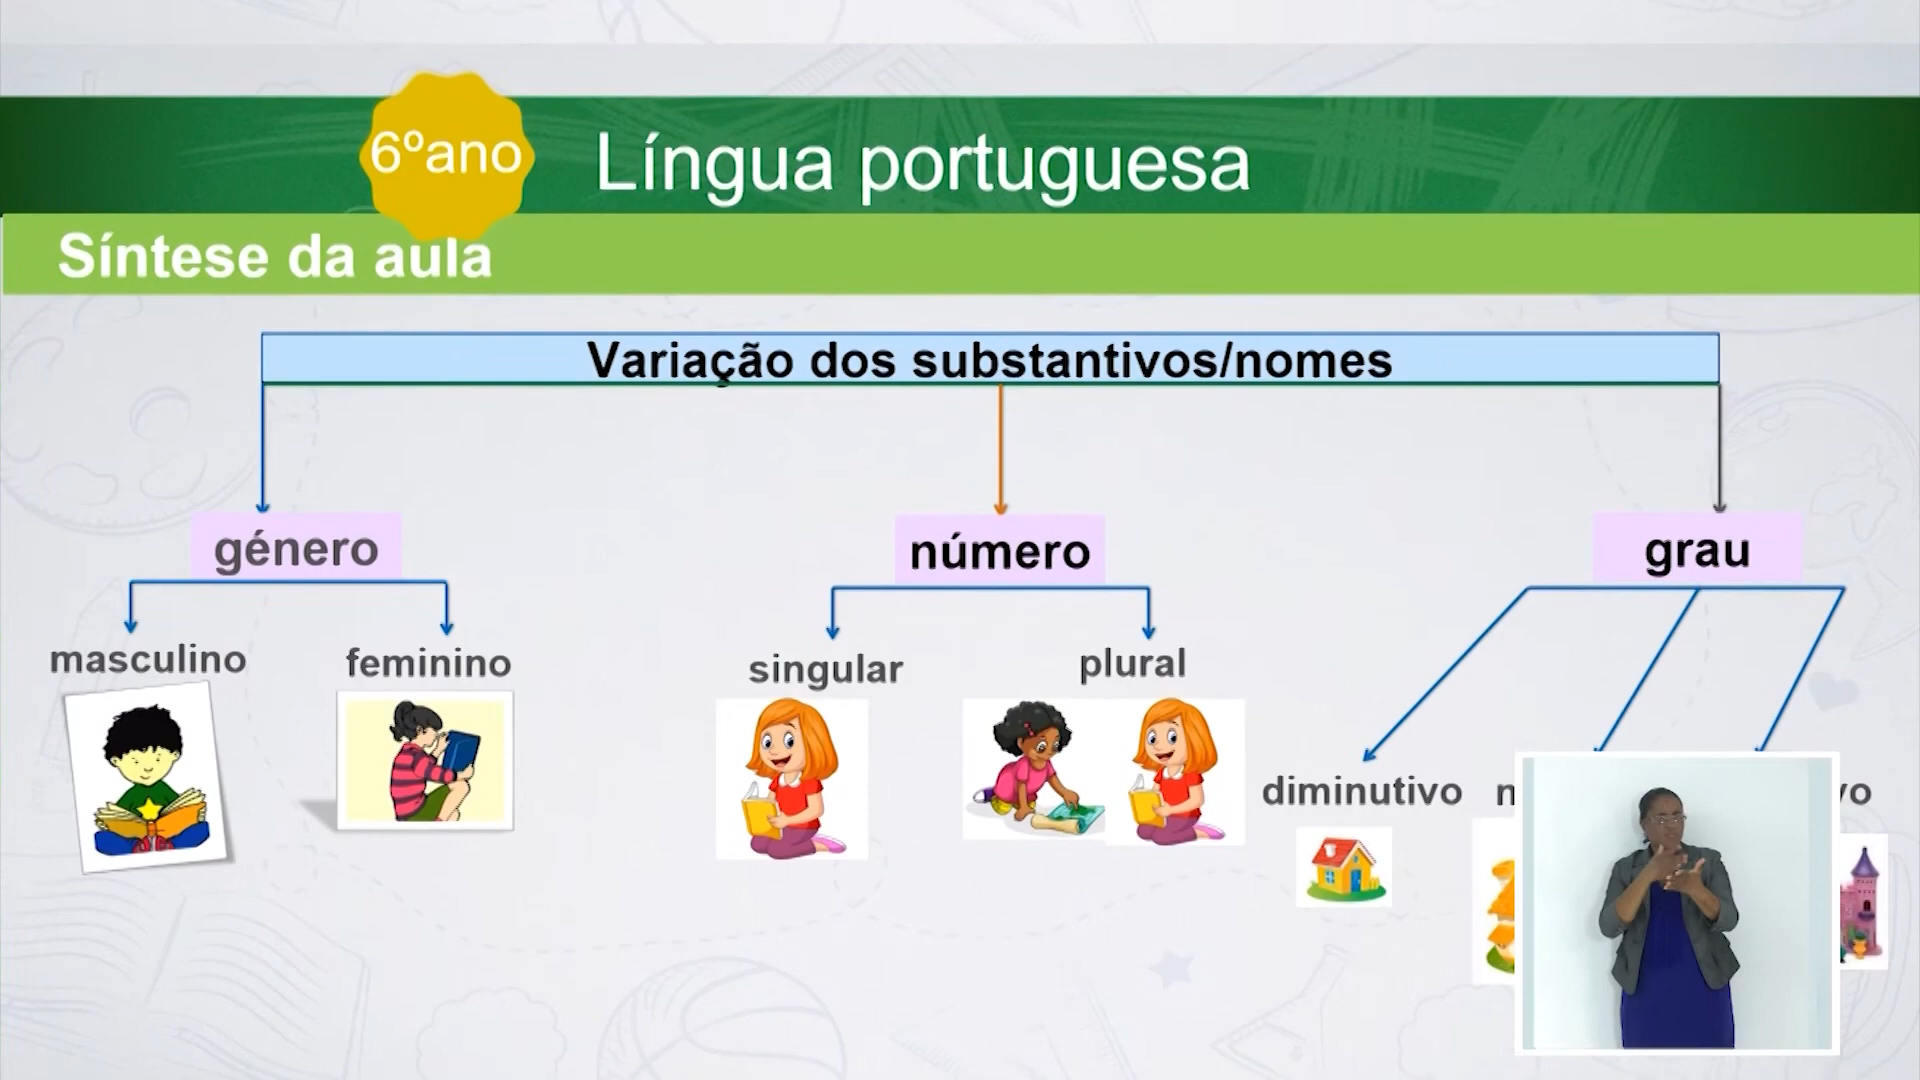 6ºano
Língua portuguesa
Síntese da aula
Variação dos substantivos/nomes
género
número
grau
masculino
feminino
singular
plural
diminutivo